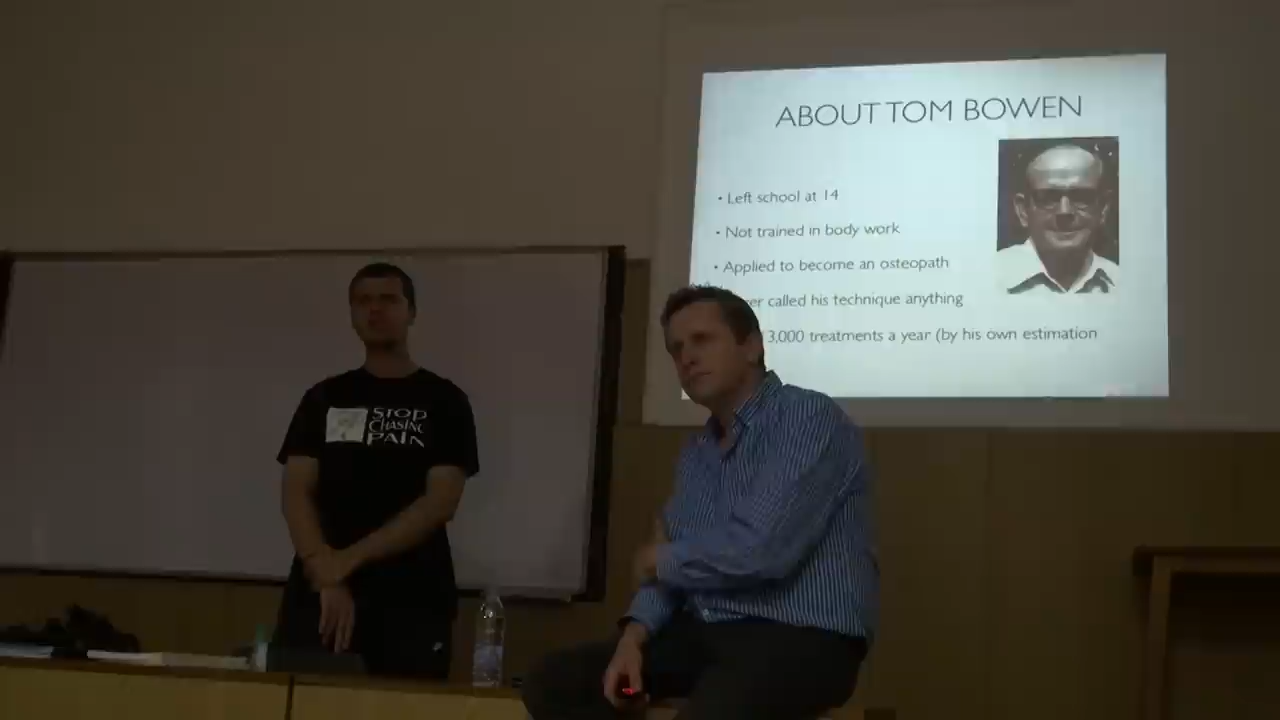 ABOUT TOM BOWEN
• Left school at 14
• Not trained in body work
• Applied to become an osteopath
called his technique anything
3,000 treatments a year (by his own estimation
STOP
CHASING
PAIN